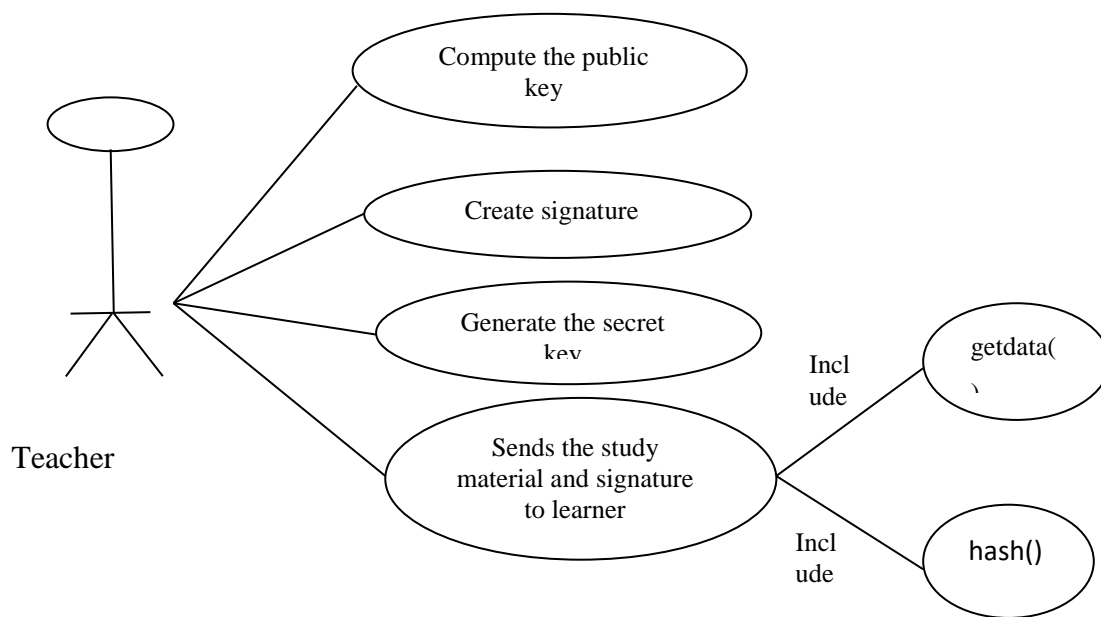 Compute the public
key
Create signature
Generate the secret
key
getdata(
Incl
ude
Teacher
Sends the study
material and signature
to learner
Incl
ude
hash()